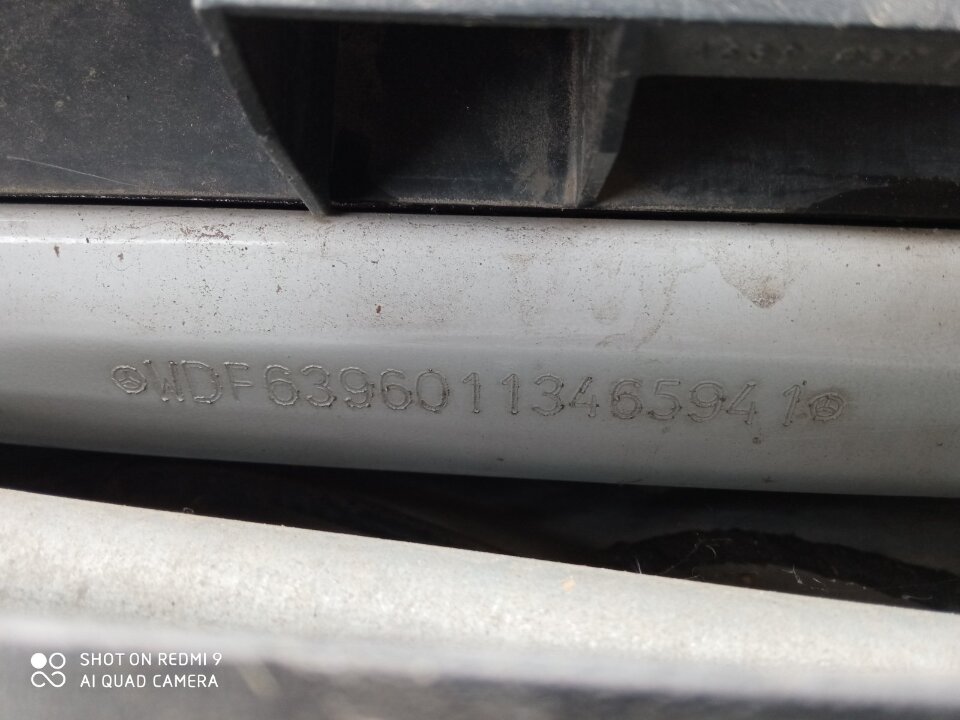 WDF63960113465941
SHOT ON REDMI 9
AI QUAD CAMERA